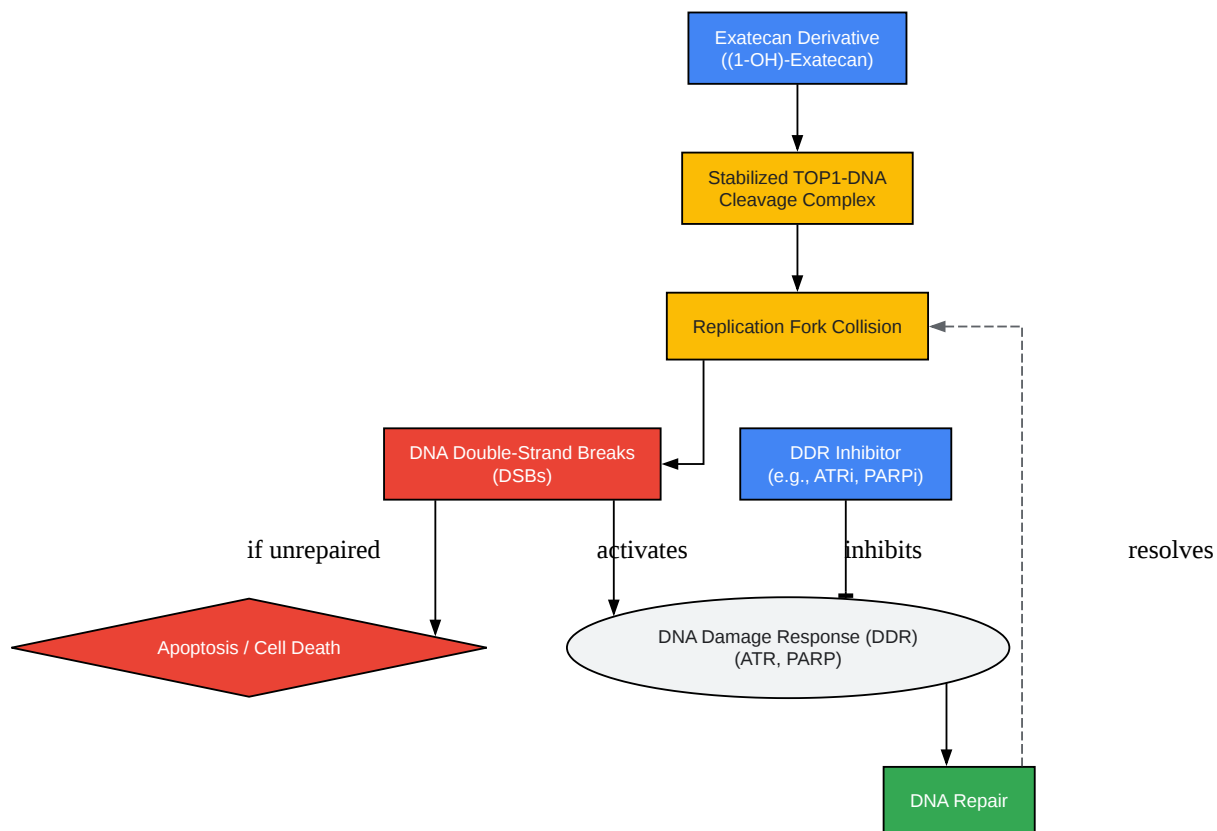 Exatecan Derivative
((1-OH)-Exatecan)
Stabilized TOP1-DNA
Cleavage Complex
Replication Fork Collision
DNA Double-Strand Breaks
(DSBs)
DDR Inhibitor
(e.g., ATRi, PARPi)
if unrepaired
activates
inhibits
resolves
Apoptosis / Cell Death
DNA Damage Response (DDR)
(ATR, PARP)
DNA Repair